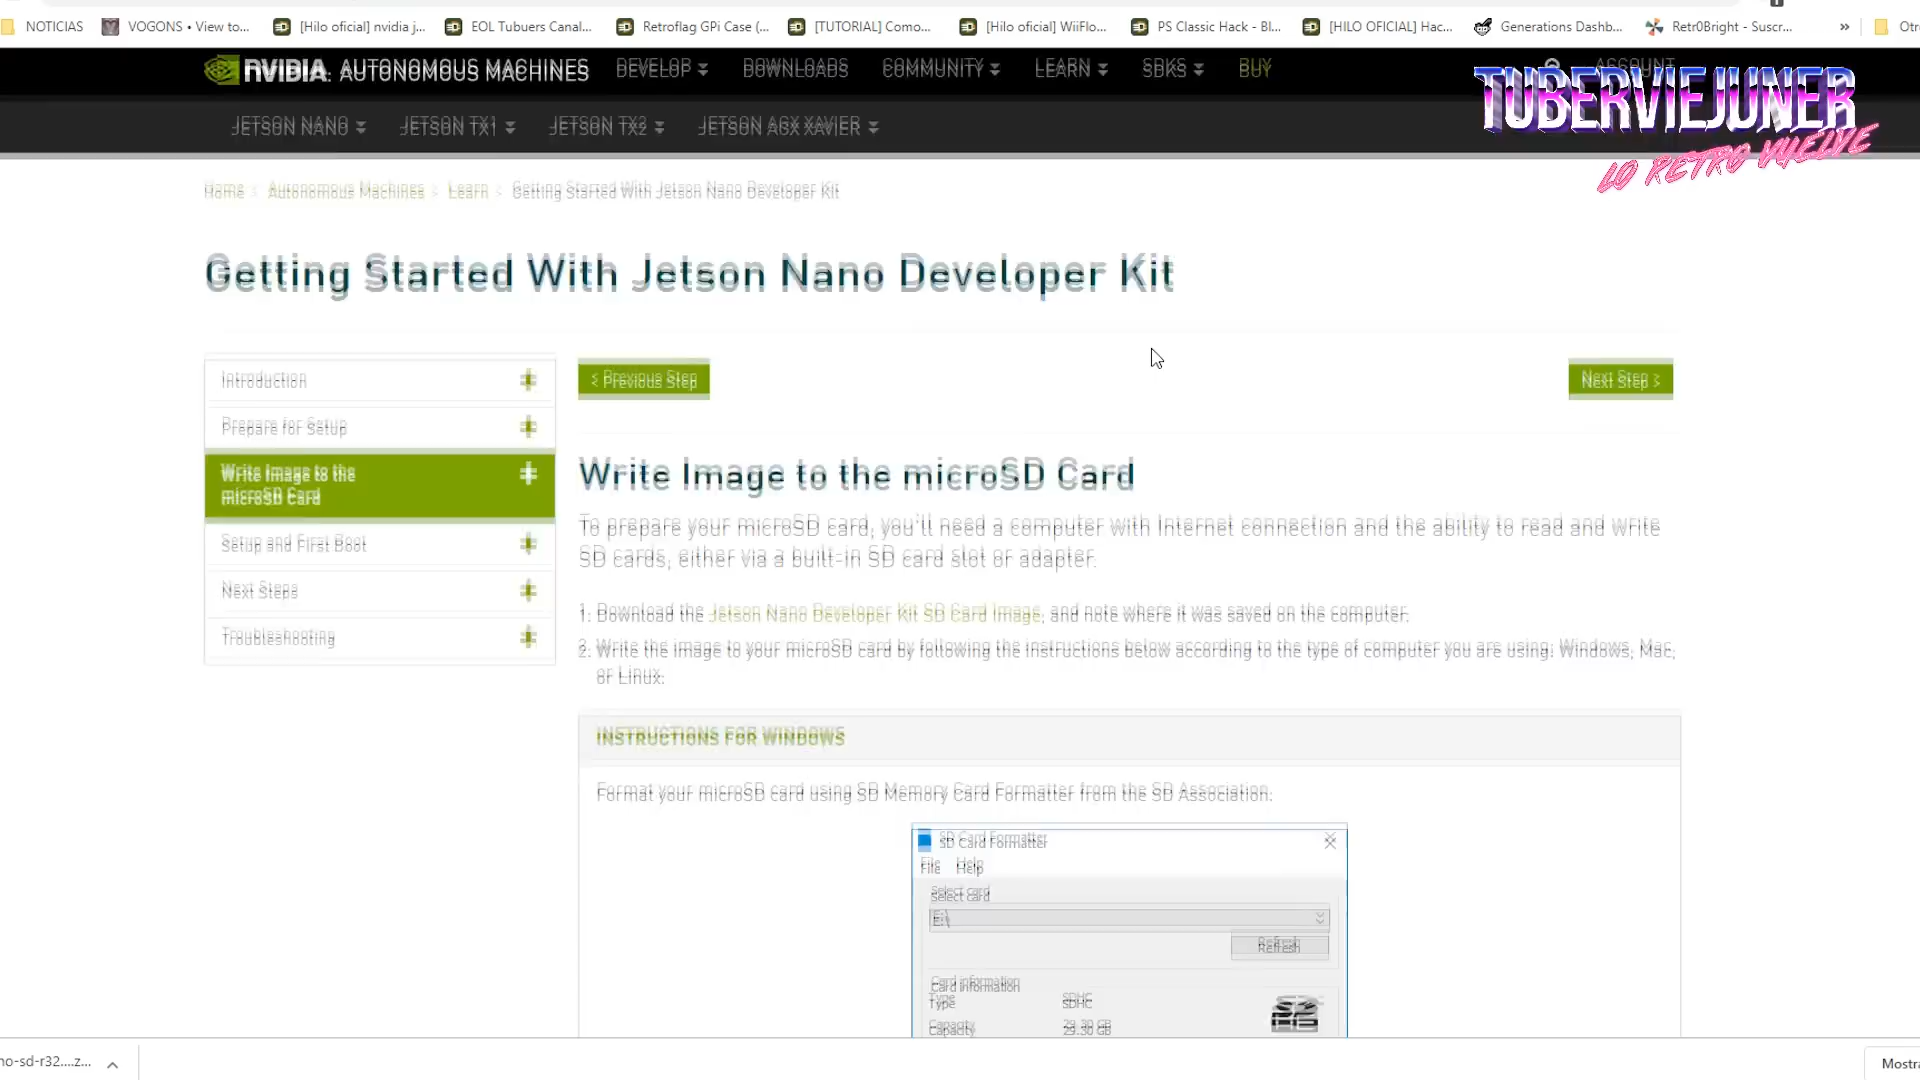 NOTICIAS
VOGONS • View to...
[Hilo oficial] nvidia j...
EOL Tubuers Canal...
Retroflag GPi Case (...
[TUTORIAL] Como...
[Hilo oficial] WiiFlo...
PS Classic Hack - Bl...
[HILO OFICIAL] Hac...
Generations Dashb...
Retr0Bright - Suscr...
»
Otr
NVIDIA. AUTONOMOUS MACHINES
DEVELOP
DOWNLOADS
COMMUNITY
LEARN
SDKS
BUY
ACCOUNT
TUBERVIEJUNER
LO RETRO VUELVE
JETSON NANO
JETSON TX1
JETSON TX2
JETSON AGX XAVIER
Home > Autonomous Machines > Learn > Getting Started With Jetson Nano Developer Kit
Getting Started With Jetson Nano Developer Kit
Introduction
Prepare for Setup
Write Image to the
microSD Card
Setup and First Boot
Next Steps
Troubleshooting
< Previous Step
Next Step >
Write Image to the microSD Card
To prepare your microSD card, you'll need a computer with Internet connection and the ability to read and write
SD cards, either via a built-in SD card slot or adapter.
1. Download the Jetson Nano Developer Kit SD Card Image, and note where it was saved on the computer.
2. Write the image to your microSD card by following the instructions below according to the type of computer you are using: Windows, Mac,
or Linux.
INSTRUCTIONS FOR WINDOWS
Format your microSD card using SD Memory Card Formatter from the SD Association.
SD Card Formatter
File Help
Select card
E:\
Refresh
Card information
Type SDHC
Capacity 29.30 GB
no-sd-r32....z...
Mostra